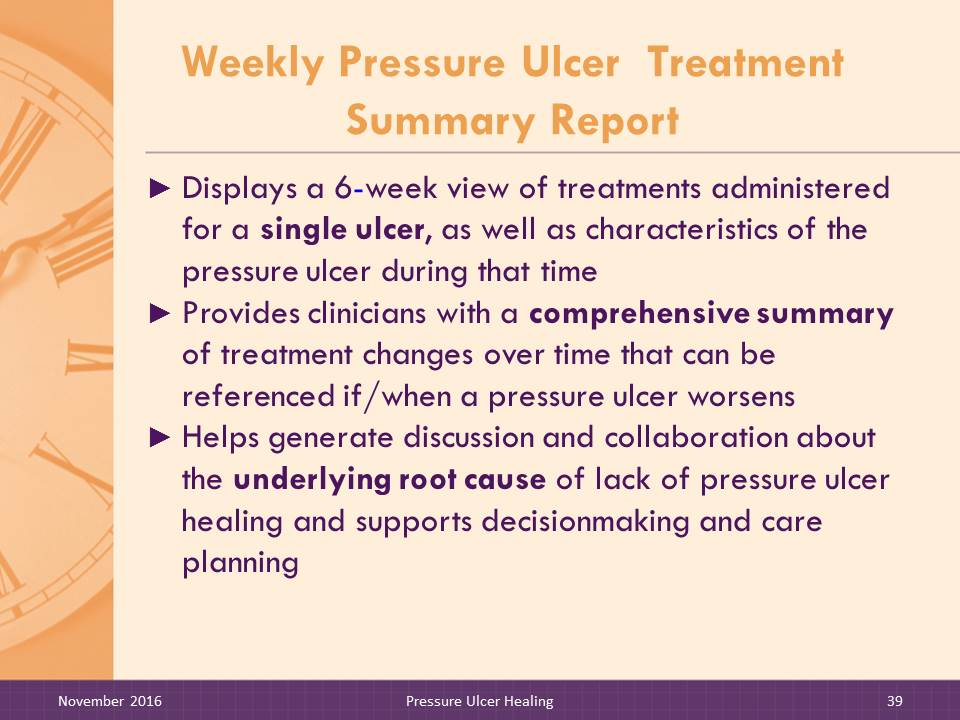 Weekly Pressure Ulcer  Treatment
Summary Report
► Displays a 6-week view of treatments administered
for a single ulcer, as well as characteristics of the
pressure ulcer during that time
► Provides clinicians with a comprehensive summary
of treatment changes over time that can be
referenced if/when a pressure ulcer worsens
► Helps generate discussion and collaboration about
the underlying root cause of lack of pressure ulcer
healing and supports decisionmaking and care
planning
November 2016 Pressure Ulcer Healing 39